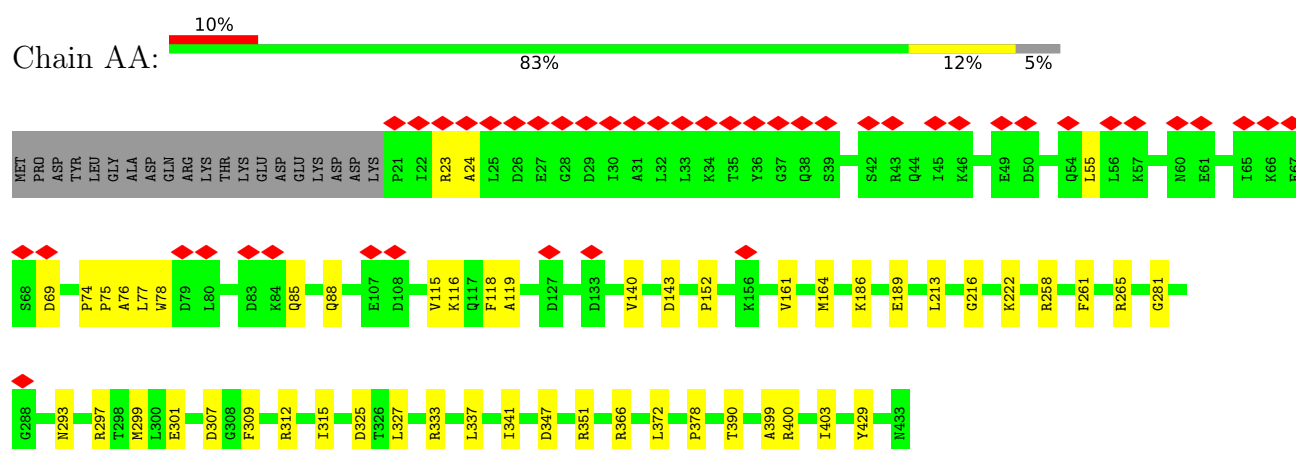 10%
Chain AA:
83% 12% 5%
MET PRO ASP TYR LEU GLY ALA ASP GLN ARG LYS THR LYS GLU ASP GLU LYS ASP ASP LYS P21 I22 R23 A24 L25 D26 E27 G28 D29 I30 A31 L32 L33 K34 T35 Y36 G37 Q38 S39 S42 R43 Q44 I45 K46 E49 D50 Q54 L55 L56 K57 N60 E61 I65 K66 E67
S68 D69 P74 P75 A76 L77 W78 D79 L80 D83 K84 Q85 Q88 E107 D108 V115 K116 Q117 F118 A119 D127 D133 V140 D143 P152 K156 V161 M164 K186 E189 L213 G216 K222 R258 F261 R265 G281
G288 N293 R297 T298 M299 L300 E301 D307 G308 F309 R312 I315 D325 T326 L327 R333 L337 I341 D347 R351 R366 L372 P378 T390 A399 R400 I403 Y429 N433